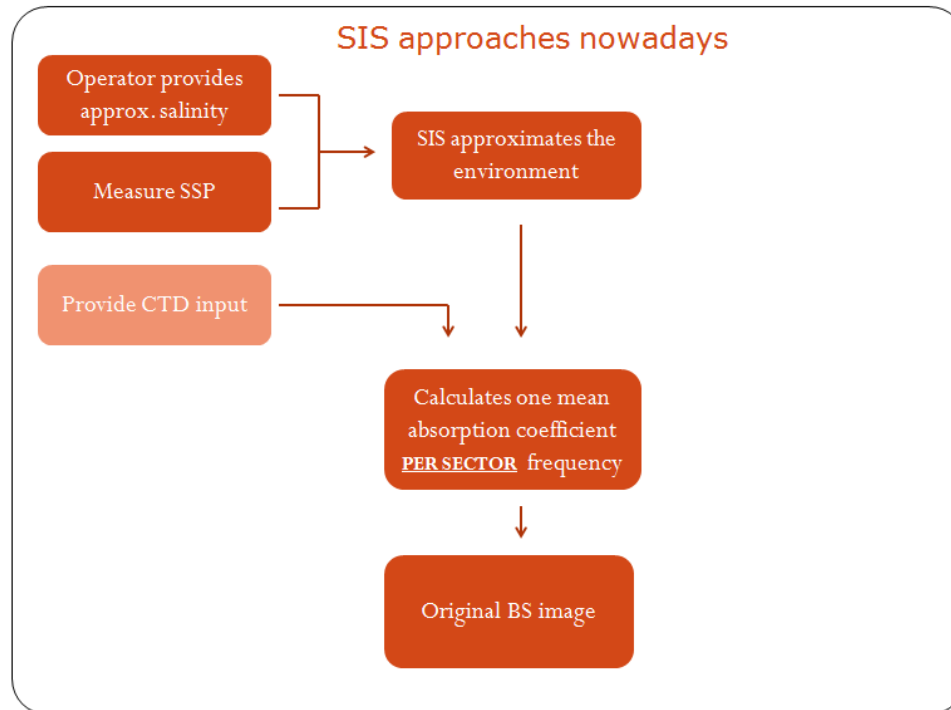 SIS approaches nowadays
Operator provides
approx. salinity
SIS approximates the
environment
Measure SSP
Provide CTD input
Calculates one mean
absorption coefficient
PER SECTOR frequency
Original BS image